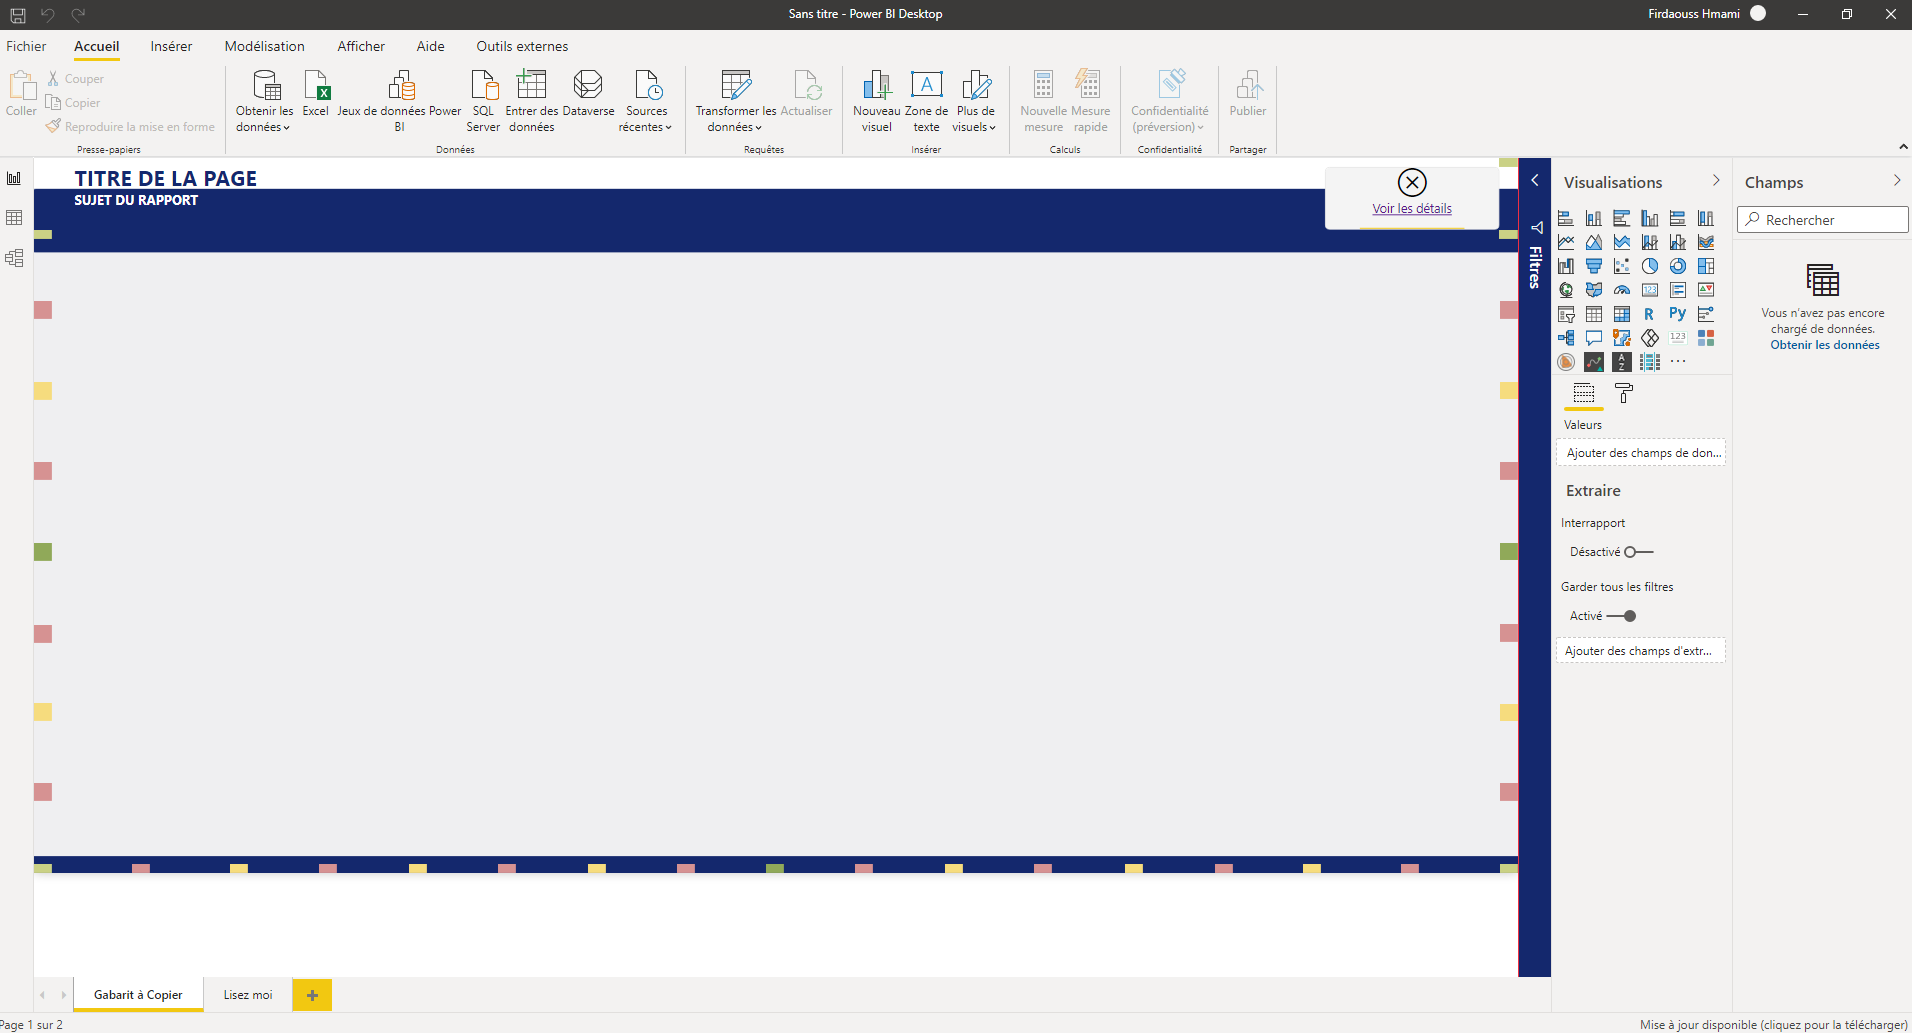 Sans titre - Power BI Desktop
Firdaouss Hmami
Fichier
Accueil
Insérer
Modélisation
Afficher
Aide
Outils externes
Coller
Couper
Copier
Reproduire la mise en forme
Presse-papiers
Obtenir les
données
Excel
Jeux de données Power
BI
SQL
Server
Entrer des
données
Dataverse
Sources
récentes
Données
Transformer les
données
Actualiser
Requêtes
Nouveau
visuel
Zone de
texte
Plus de
visuels
Insérer
Nouvelle
mesure
Mesure
rapide
Calculs
Confidentialité
(préversion)
Confidentialité
Publier
Partager
TITRE DE LA PAGE
SUJET DU RAPPORT
Voir les détails
Filtres
Visualisations
R
Py
123
Valeurs
Ajouter des champs de don...
Extraire
Interrapport
Désactivé
Garder tous les filtres
Activé
Ajouter des champs d'extr...
Champs
Rechercher
Vous n'avez pas encore
chargé de données.
Obtenir les données
Gabarit à Copier
Lisez moi
Page 1 sur 2
Mise à jour disponible (cliquez pour la télécharger)